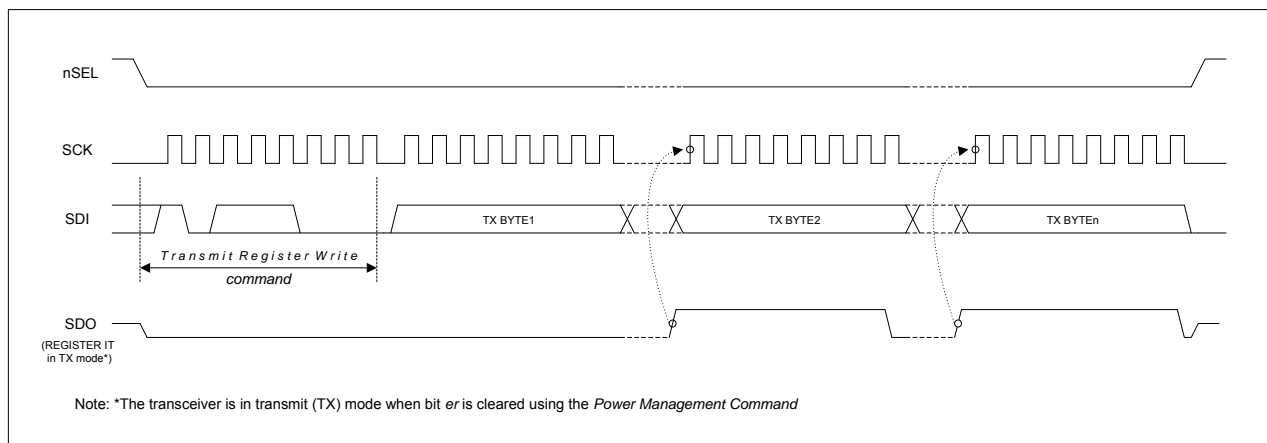 nSEL
SCK
SDI
TX BYTE1
TX BYTE2
TX BYTEn
Transmit Register Write
command
SDO
(REGISTER IT
in TX mode*)
Note: *The transceiver is in transmit (TX) mode when bit er is cleared using the Power Management Command